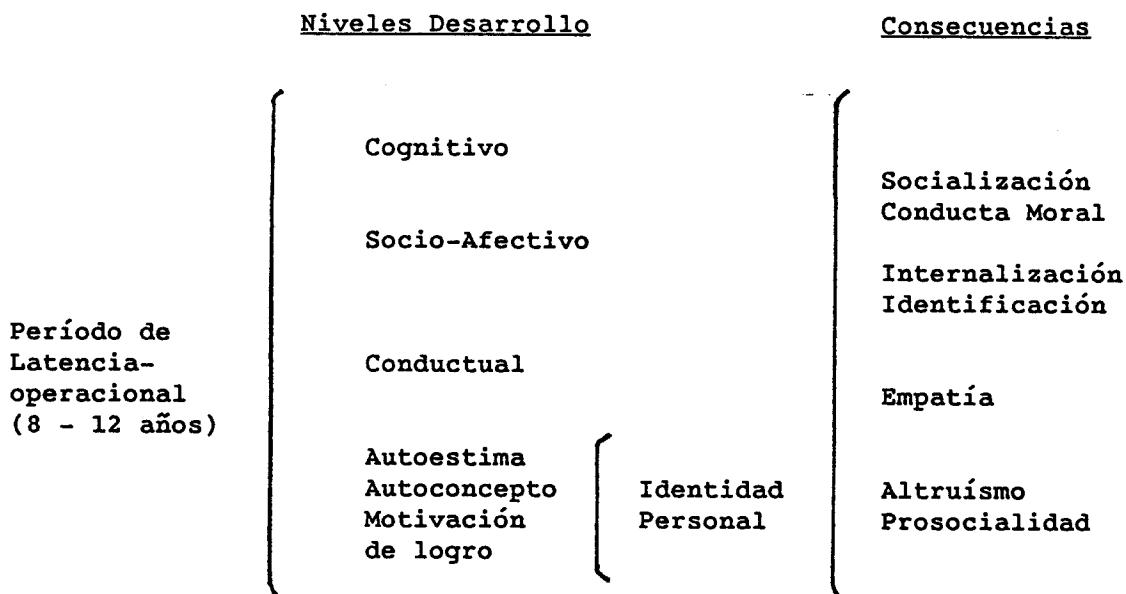 Niveles Desarrollo
Consecuencias
Período de
Latencia-
operacional
(8 - 12 años)
Cognitivo
Socio-Afectivo
Conductual
Autoestima
Autoconcepto
Motivación
de logro
Identidad
Personal
Socialización
Conducta Moral
Internalización
Identificación
Empatía
Altruísmo
Prosocialidad